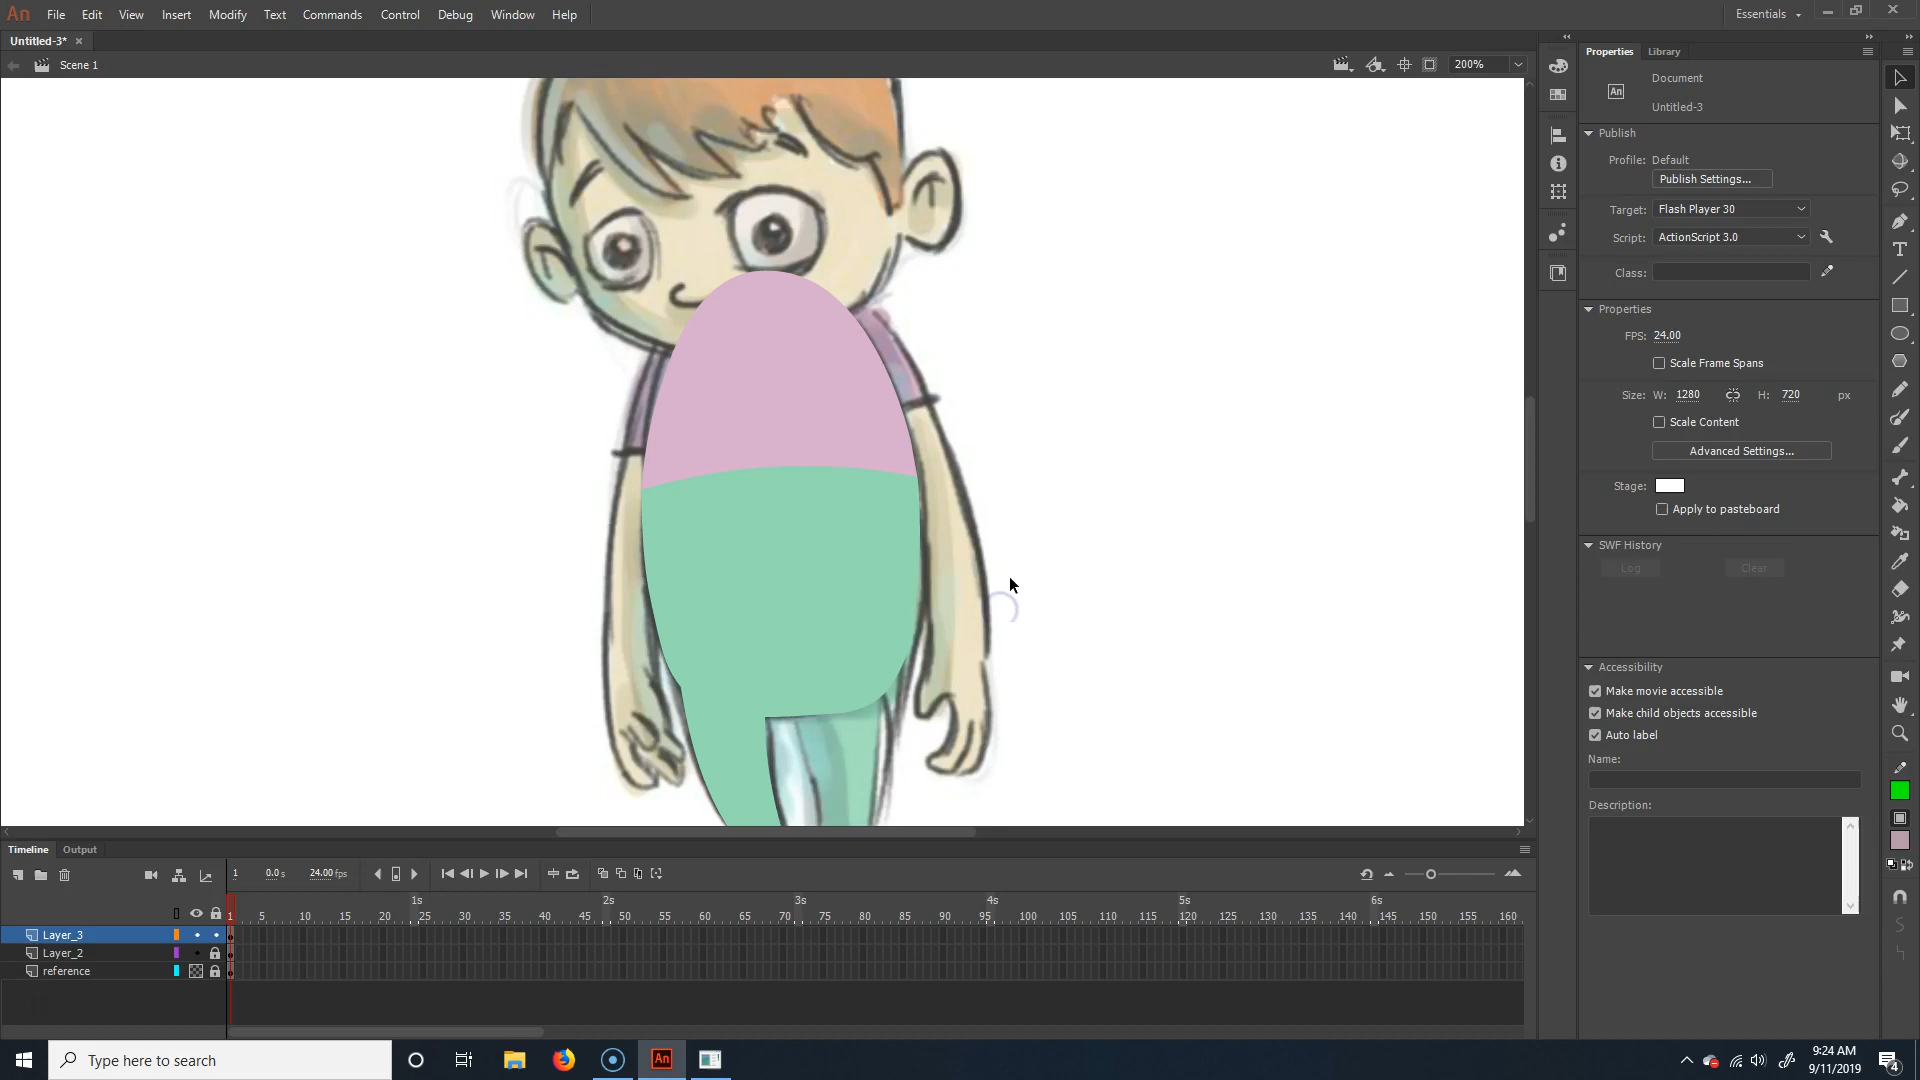 An File Edit View Insert Modify Text Commands Control Debug Window Help Essentials
Untitled-3* ×
Scene 1 200%
Properties Library
Document
An Untitled-3
Publish
Profile: Default
Publish Settings...
Target: Flash Player 30
Script: ActionScript 3.0
Class:
Properties
FPS: 24.00
Scale Frame Spans
Size: W: 1280 H: 720 px
Scale Content
Advanced Settings...
Stage:
Apply to pasteboard
SWF History
Log Clear
Accessibility
Make movie accessible
Make child objects accessible
Auto label
Name:
Description:
Timeline Output
1 0.0 s 24.00 fps
1s 2s 3s 4s 5s 6s
1 5 10 15 20 25 30 35 40 45 50 55 60 65 70 75 80 85 90 95 100 105 110 115 120 125 130 135 140 145 150 155 160
Layer_3
Layer_2
reference
Type here to search
An
9:24 AM
9/11/2019
4